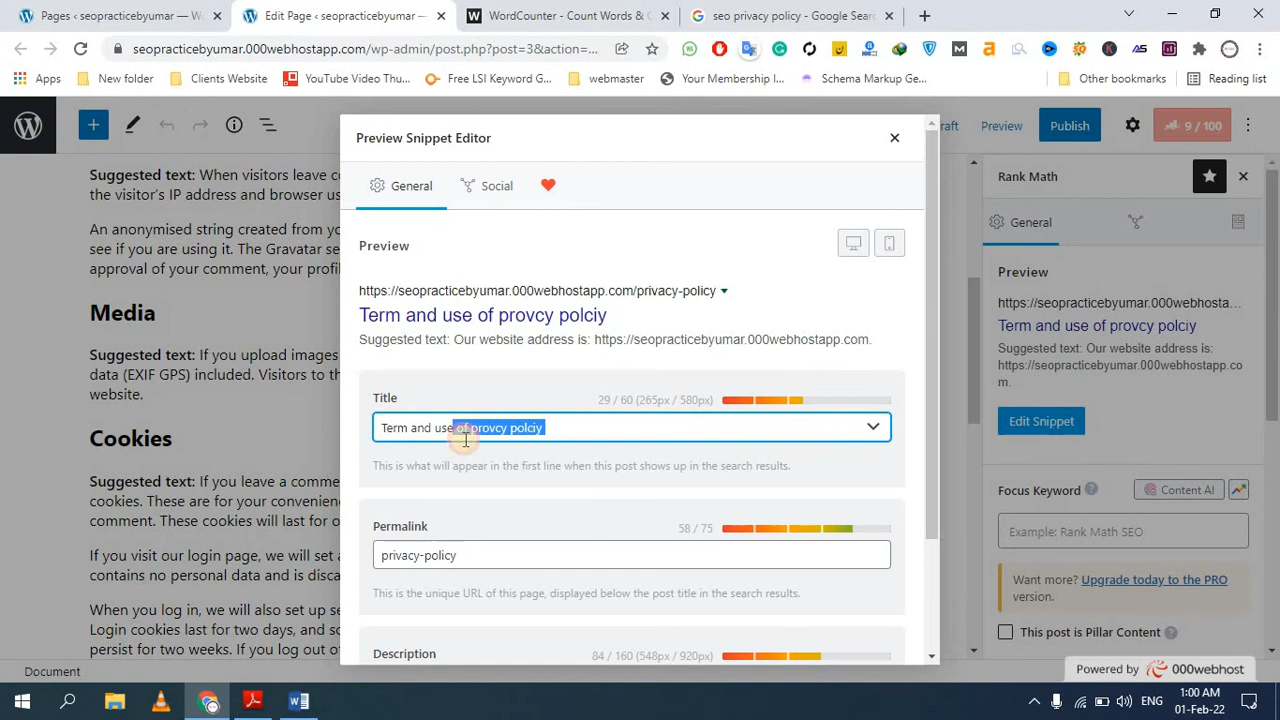 Pages ‹ seopracticebyumar — W
Edit Page ‹ seopracticebyumar —
WordCounter - Count Words & C
seo privacy policy - Google Sear
seopracticebyumar.000webhostapp.com/wp-admin/post.php?post=3&action=...
Apps
New folder
Clients Website
YouTube Video Thu...
Free LSI Keyword G...
webmaster
Your Membership I...
Schema Markup Ge...
Other bookmarks
Reading list
Preview Snippet Editor
raft
Preview
Publish
9 / 100
Suggested text: When visitors leave c
the visitor's IP address and browser us
An anonymised string created from yo
see if you are using it. The Gravatar se
approval of your comment, your profil
Media
Suggested text: If you upload images
data (EXIF GPS) included. Visitors to th
website.
Cookies
Suggested text: If you leave a comme
cookies. These are for your convenien
comment. These cookies will last for o
If you visit our login page, we will set a
contains no personal data and is disca
When you log in, we will also set up se
Login cookies last for two days, and sc
persist for two weeks. If you log out of
Document
General
Social
Preview
https://seopracticebyumar.000webhostapp.com/privacy-policy
Term and use of provcy polciy
Suggested text: Our website address is: https://seopracticebyumar.000webhostapp.com.
Title
29 / 60 (265px / 580px)
Term and use of provcy polciy
This is what will appear in the first line when this post shows up in the search results.
Permalink
58 / 75
privacy-policy
This is the unique URL of this page, displayed below the post title in the search results.
Description
84 / 160 (548px / 920px)
Rank Math
General
Preview
https://seopracticebyumar.000webhosta...
Term and use of provcy polciy
Suggested text: Our website address is:
https://seopracticebyumar.000webhostapp.co
m.
Edit Snippet
Focus Keyword
Content AI
Example: Rank Math SEO
Want more? Upgrade today to the PRO
version.
This post is Pillar Content
Powered by 000webhost
ENG
1:00 AM
01-Feb-22